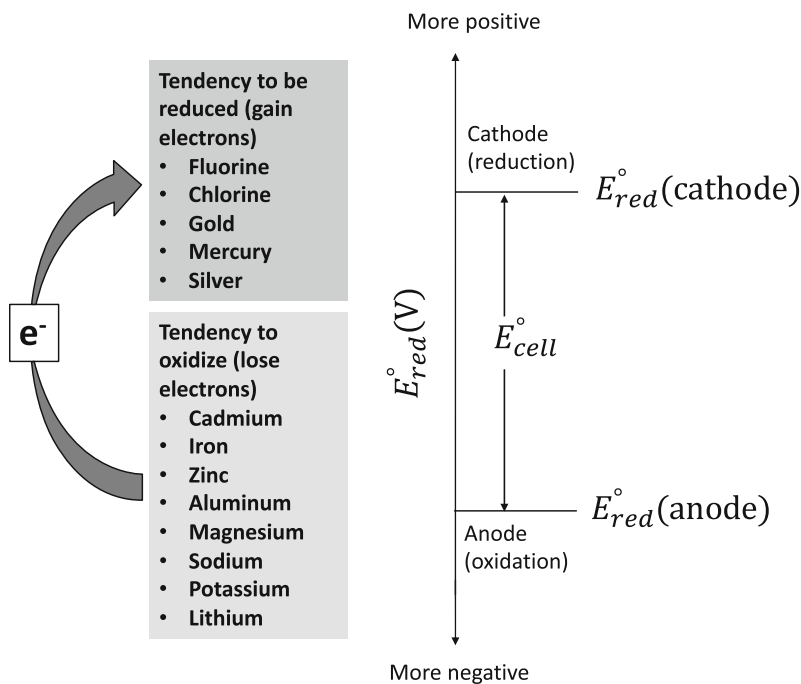 More positive
Tendency to be
reduced (gain
electrons)
• Fluorine
• Chlorine
• Gold
• Mercury
• Silver
e-
Tendency to
oxidize (lose
electrons)
• Cadmium
• Iron
• Zinc
• Aluminum
• Magnesium
• Sodium
• Potassium
• Lithium
Cathode
(reduction)
E°red(cathode)
E°red(V)
E°cell
E°red(anode)
Anode
(oxidation)
More negative